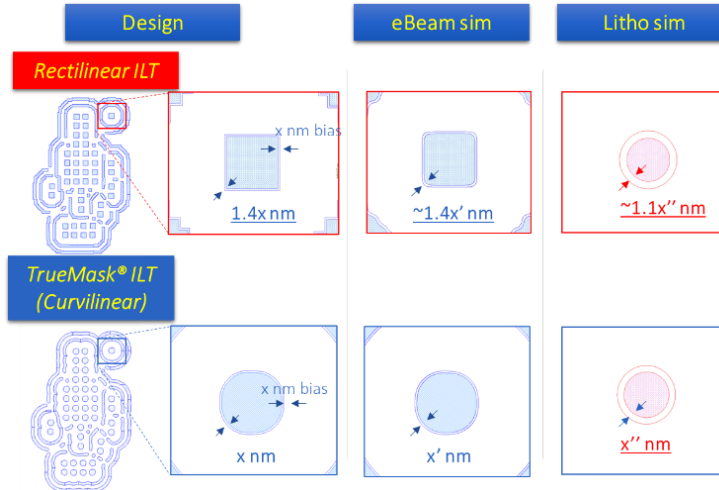 Design
eBeam sim
Litho sim
Rectilinear ILT
x nm bias
1.4x nm
~1.4x' nm
~1.1x'' nm
TrueMask® ILT
(Curvilinear)
x nm bias
x nm
x' nm
x'' nm